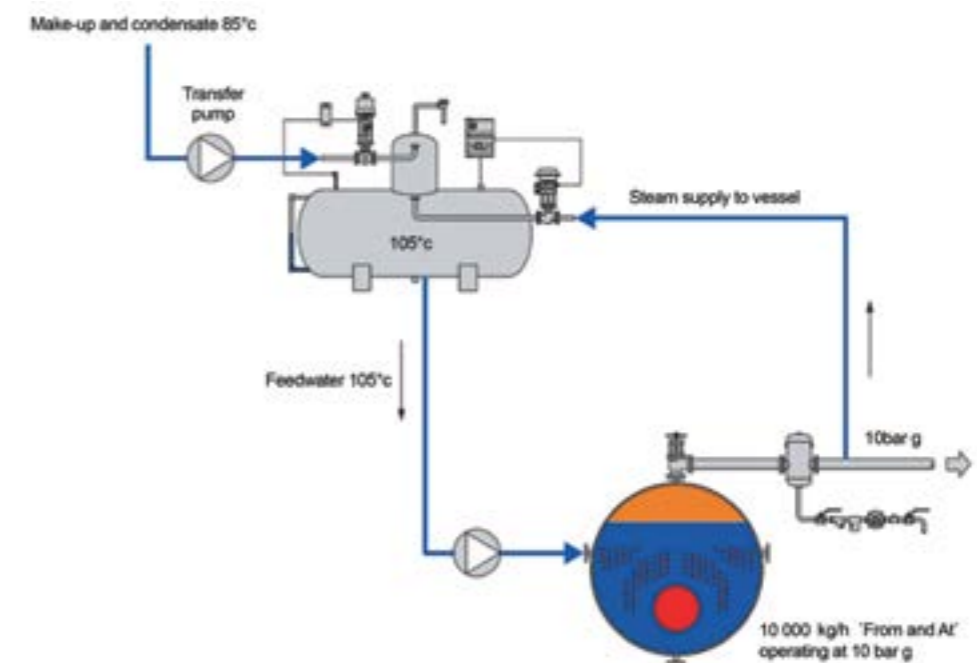 Make-up and condensate 85°c
Transfer
pump
Steam supply to vessel
105°c
Feedwater 105°c
10bar g
10 000 kg/h 'From and At'
operating at 10 bar g